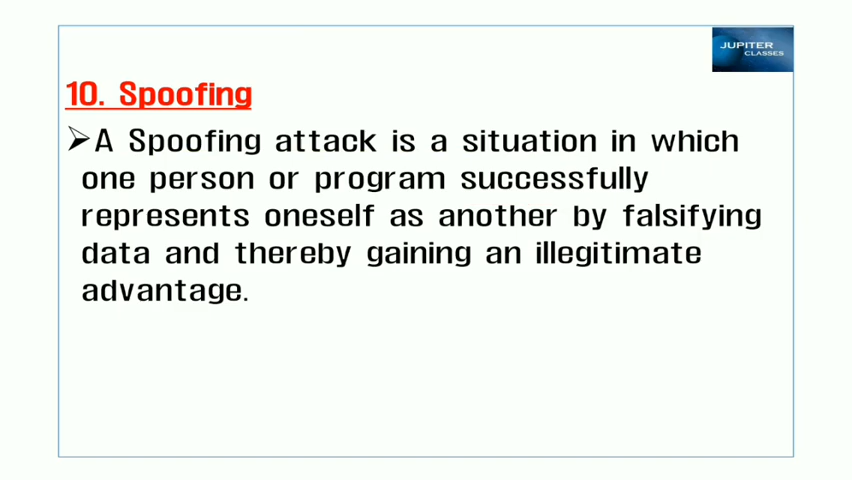 JUPITER
CLASSES
10. Spoofing
➢A Spoofing attack is a situation in which
one person or program successfully
represents oneself as another by falsifying
data and thereby gaining an illegitimate
advantage.